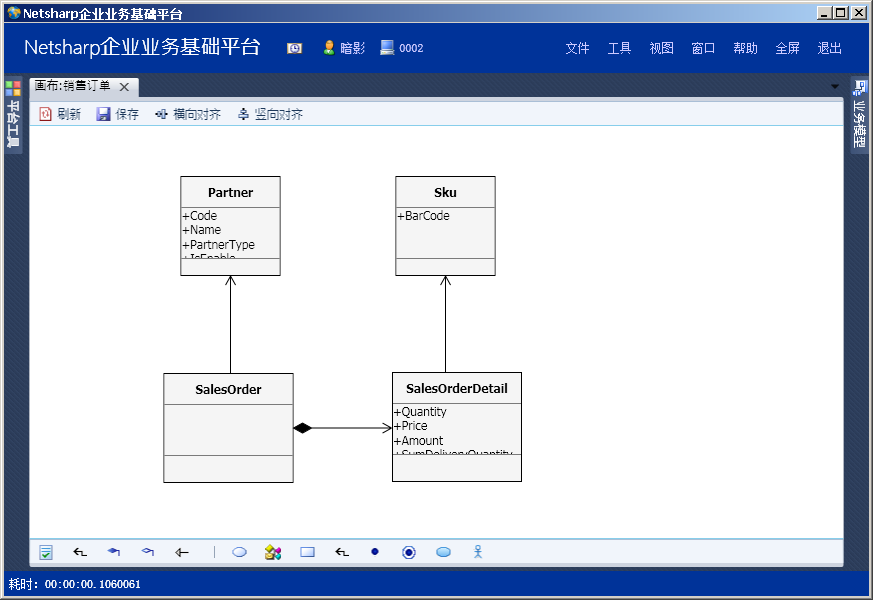 Netsharp企业业务基础平台
Netsharp企业业务基础平台 暗影 0002 文件 工具 视图 窗口 帮助 全屏 退出
平台工具
画布:销售订单
刷新 保存 横向对齐 竖向对齐
业务模型
Partner
+Code
+Name
+PartnerType
+IsEnable
Sku
+BarCode
SalesOrder
SalesOrderDetail
+Quantity
+Price
+Amount
+SumDeliveryQuantity
耗时: 00:00:00.1060061